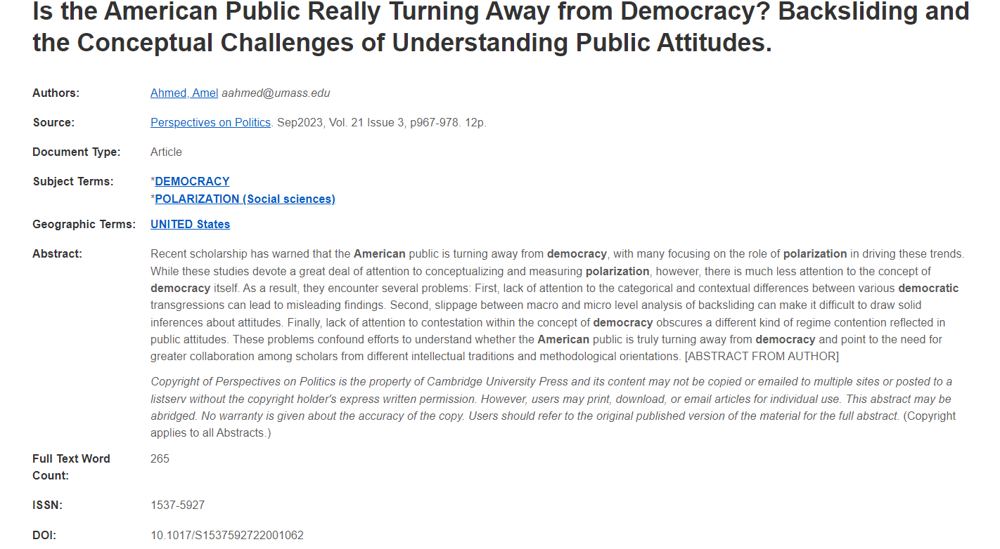 Is the American Public Really Turning Away from Democracy? Backsliding and
the Conceptual Challenges of Understanding Public Attitudes.
Authors: Ahmed, Amel aahmed@umass.edu
Source: Perspectives on Politics. Sep2023, Vol. 21 Issue 3, p967-978. 12p.
Document Type: Article
Subject Terms: *DEMOCRACY
*POLARIZATION (Social sciences)
Geographic Terms: UNITED States
Abstract: Recent scholarship has warned that the American public is turning away from democracy, with many focusing on the role of polarization in driving these trends.
While these studies devote a great deal of attention to conceptualizing and measuring polarization, however, there is much less attention to the concept of
democracy itself. As a result, they encounter several problems: First, lack of attention to the categorical and contextual differences between various democratic
transgressions can lead to misleading findings. Second, slippage between macro and micro level analysis of backsliding can make it difficult to draw solid
inferences about attitudes. Finally, lack of attention to contestation within the concept of democracy obscures a different kind of regime contention reflected in
public attitudes. These problems confound efforts to understand whether the American public is truly turning away from democracy and point to the need for
greater collaboration among scholars from different intellectual traditions and methodological orientations. [ABSTRACT FROM AUTHOR]
Copyright of Perspectives on Politics is the property of Cambridge University Press and its content may not be copied or emailed to multiple sites or posted to a
listserv without the copyright holder's express written permission. However, users may print, download, or email articles for individual use. This abstract may be
abridged. No warranty is given about the accuracy of the copy. Users should refer to the original published version of the material for the full abstract. (Copyright
applies to all Abstracts.)
Full Text Word 265
Count:
ISSN: 1537-5927
DOI: 10.1017/S1537592722001062